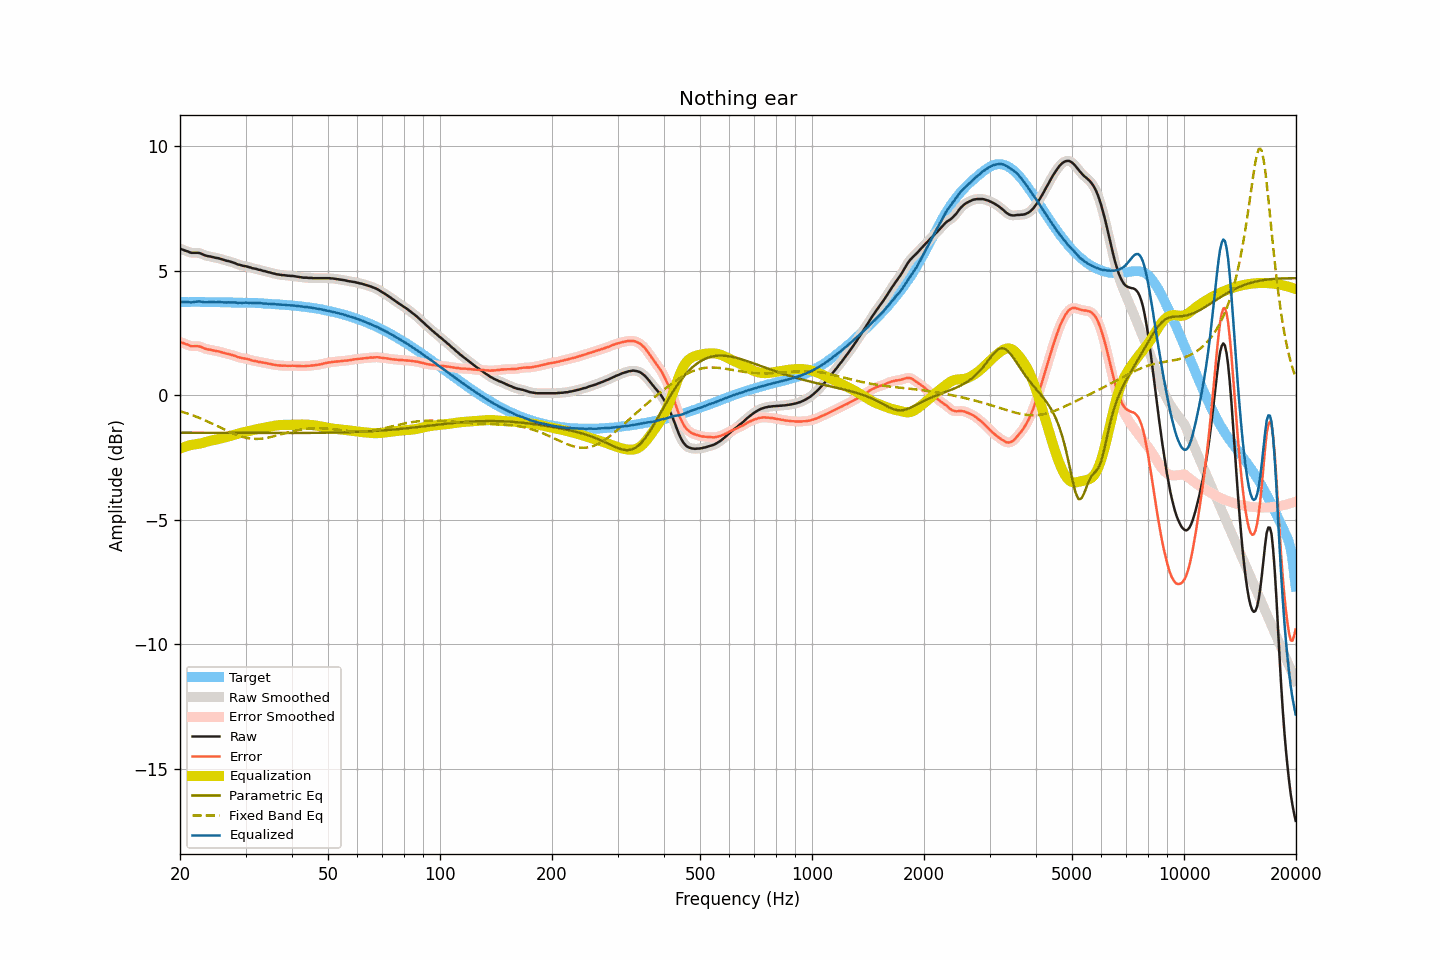 Nothing ear
10
5
0
−5
−10
−15
Amplitude (dBr)
Target
Raw Smoothed
Error Smoothed
Raw
Error
Equalization
Parametric Eq
Fixed Band Eq
Equalized
20 50 100 200 500 1000 2000 5000 10000 20000
Frequency (Hz)